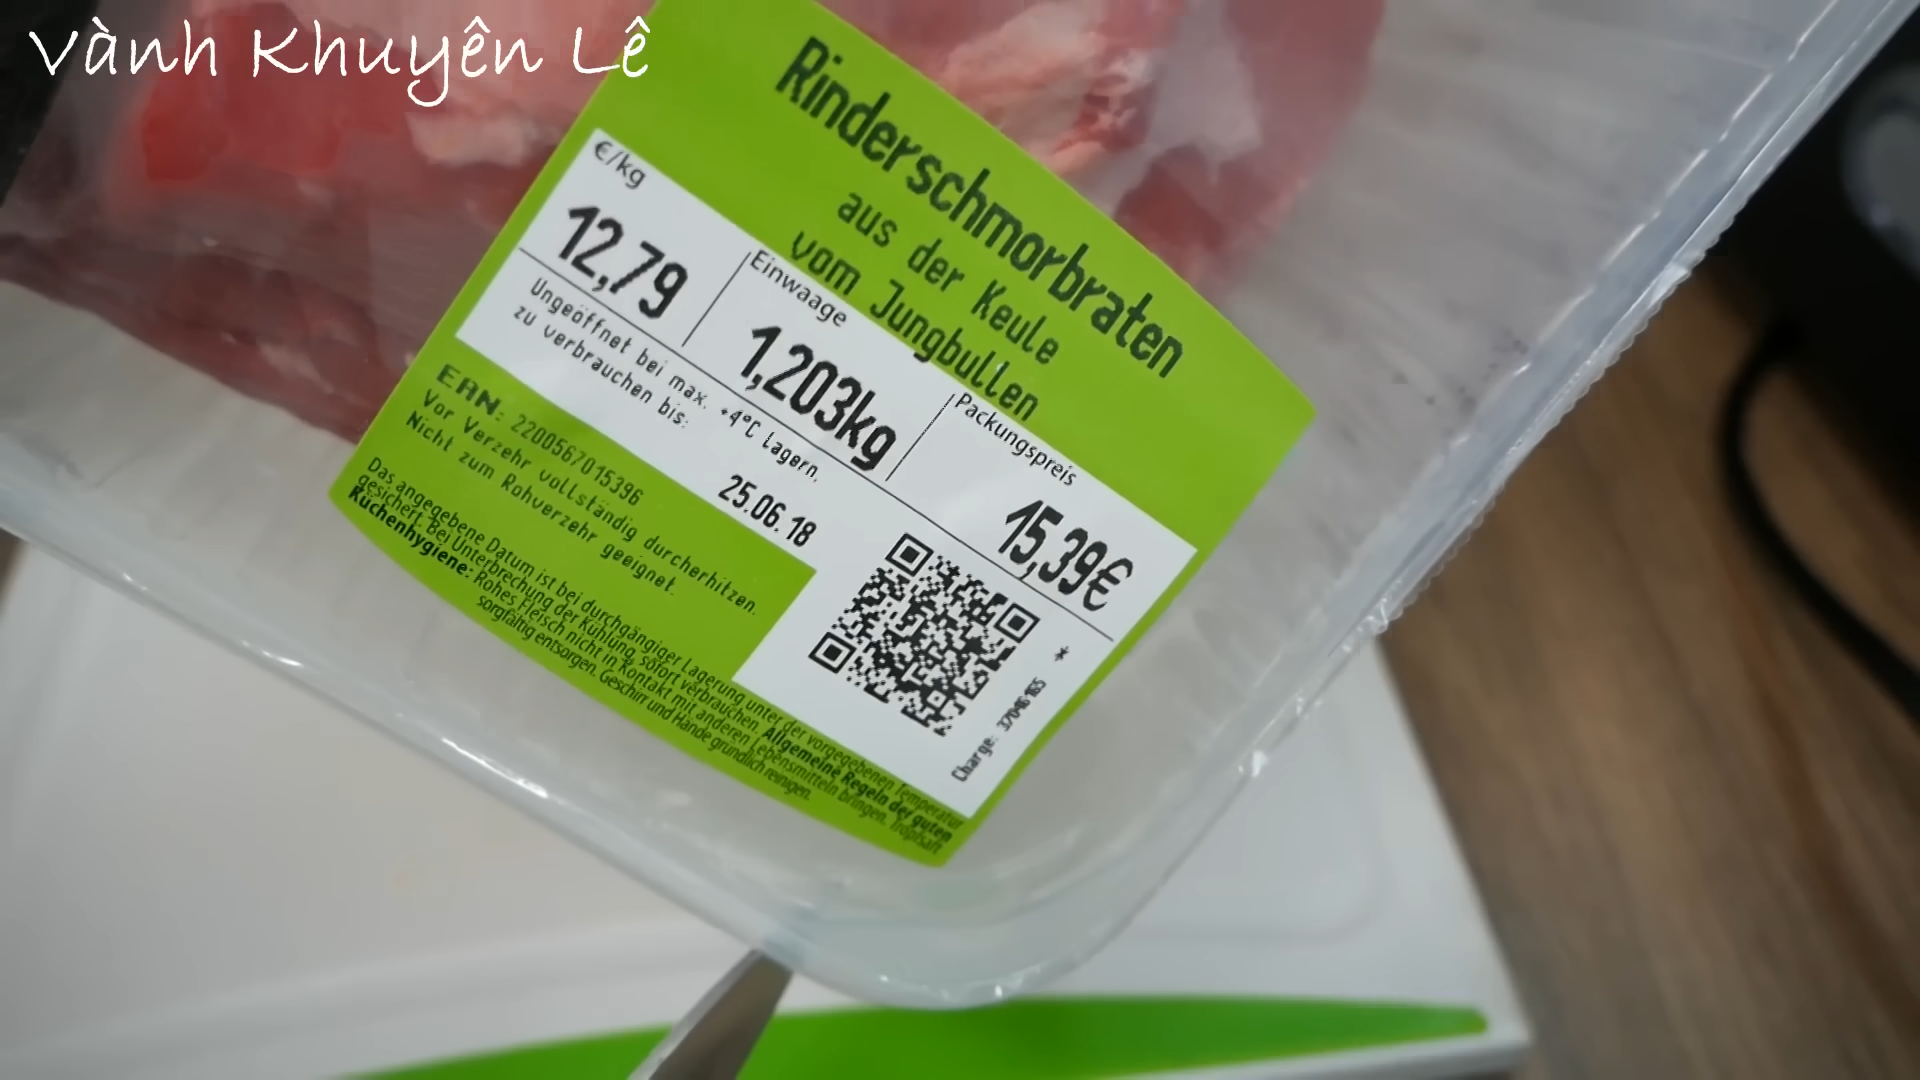 Vành Khuyên Lê
Rinderschmorbraten
aus der Keule
vom Jungbullen
€/kg
12,79
Einwaage
1,203kg
Packungspreis
15,39€
Ungeöffnet bei max. +4°C lagern,
zu verbrauchen bis:
25.06.18
EAN: 2200567015396
Vor Verzehr vollständig durcherhitzen.
Nicht zum Rohverzehr geeignet.
Das angegebene Datum ist bei durchgängiger Lagerung unter der vorgegebenen Temperatur
gesichert. Bei Unterbrechung der Kühlung, sofort verbrauchen. Allgemeine Regeln der guten
Küchenhygiene: Rohes Fleisch nicht in Kontakt mit anderen Lebensmitteln bringen. Tropfsaft
sorgfältig entsorgen. Geschirr und Hände gründlich reinigen.
Charge: 37046165
*